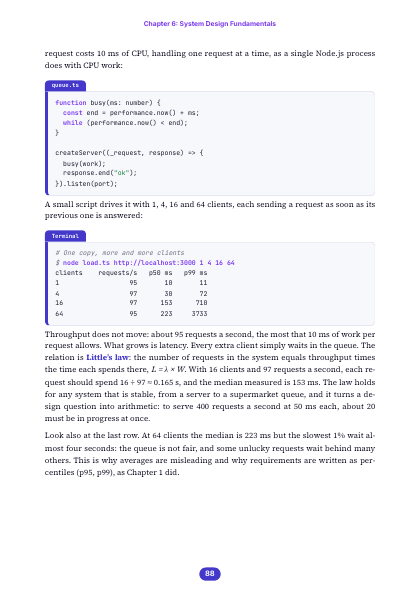 Chapter 6: System Design Fundamentals
request costs 10 ms of CPU, handling one request at a time, as a single Node.js process
does with CPU work:
queue.ts
function busy(ms: number) {
  const end = performance.now() + ms;
  while (performance.now() < end);
}

createServer((_request, response) => {
  busy(work);
  response.end("ok");
}).listen(port);
A small script drives it with 1, 4, 16 and 64 clients, each sending a request as soon as its
previous one is answered:
Terminal
# One copy, more and more clients
$ node load.ts http://localhost:3000 1 4 16 64
clients   requests/s   p50 ms   p99 ms
1                 95       10       11
4                 97       30       72
16                97      153      710
64                95      223     3733
Throughput does not move: about 95 requests a second, the most that 10 ms of work per
request allows. What grows is latency. Every extra client simply waits in the queue. The
relation is Little's law: the number of requests in the system equals throughput times
the time each spends there, L = λ × W. With 16 clients and 97 requests a second, each re-
quest should spend 16 ÷ 97 ≈ 0.165 s, and the median measured is 153 ms. The law holds
for any system that is stable, from a server to a supermarket queue, and it turns a de-
sign question into arithmetic: to serve 400 requests a second at 50 ms each, about 20
must be in progress at once.
Look also at the last row. At 64 clients the median is 223 ms but the slowest 1% wait al-
most four seconds: the queue is not fair, and some unlucky requests wait behind many
others. This is why averages are misleading and why requirements are written as per-
centiles (p95, p99), as Chapter 1 did.
88